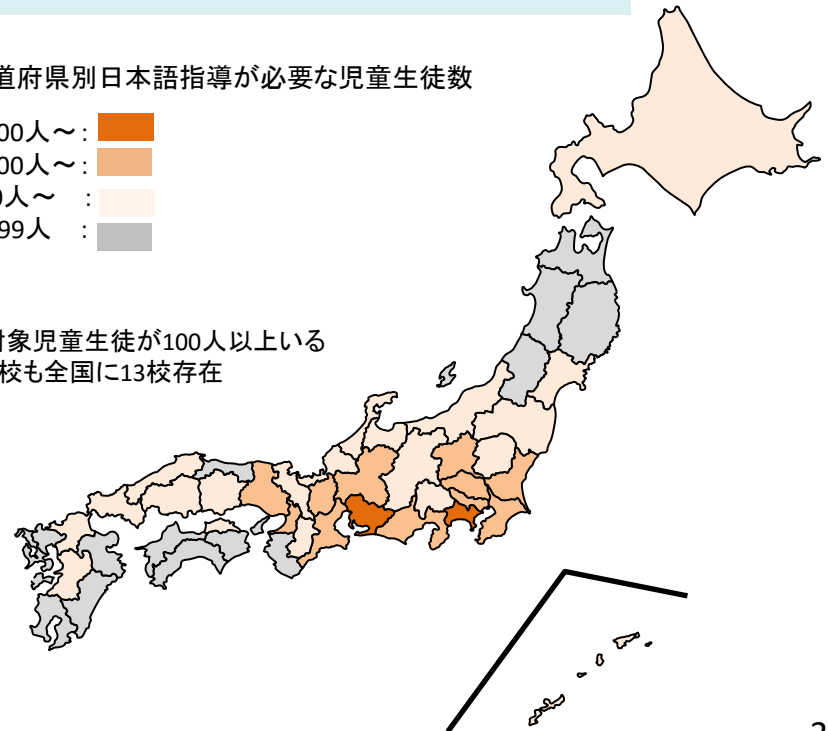 道府県別日本語指導が必要な児童生徒数
00人～:
00人～:
0人～ :
99人 :
対象児童生徒が100人以上いる
校も全国に13校存在